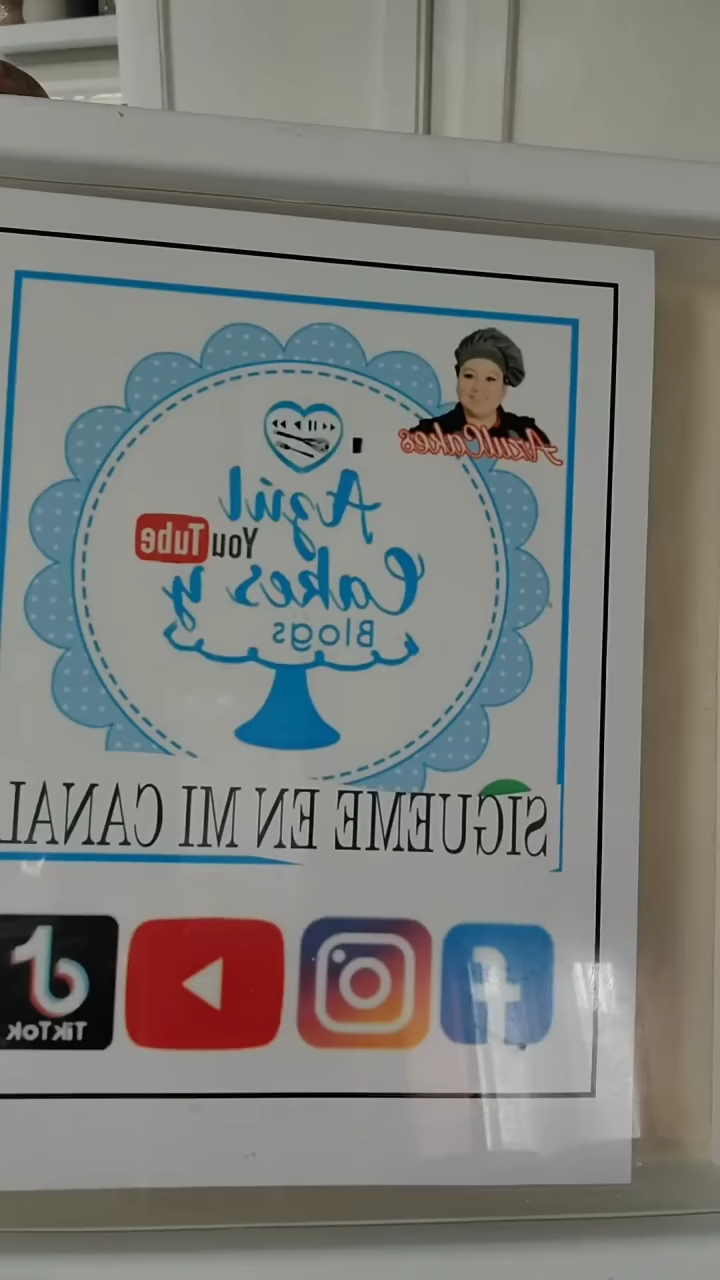 AzulCakes
Azul
YouTube
Cakes y
Blogs
SIGUEME EN MI CANAL
TikTok